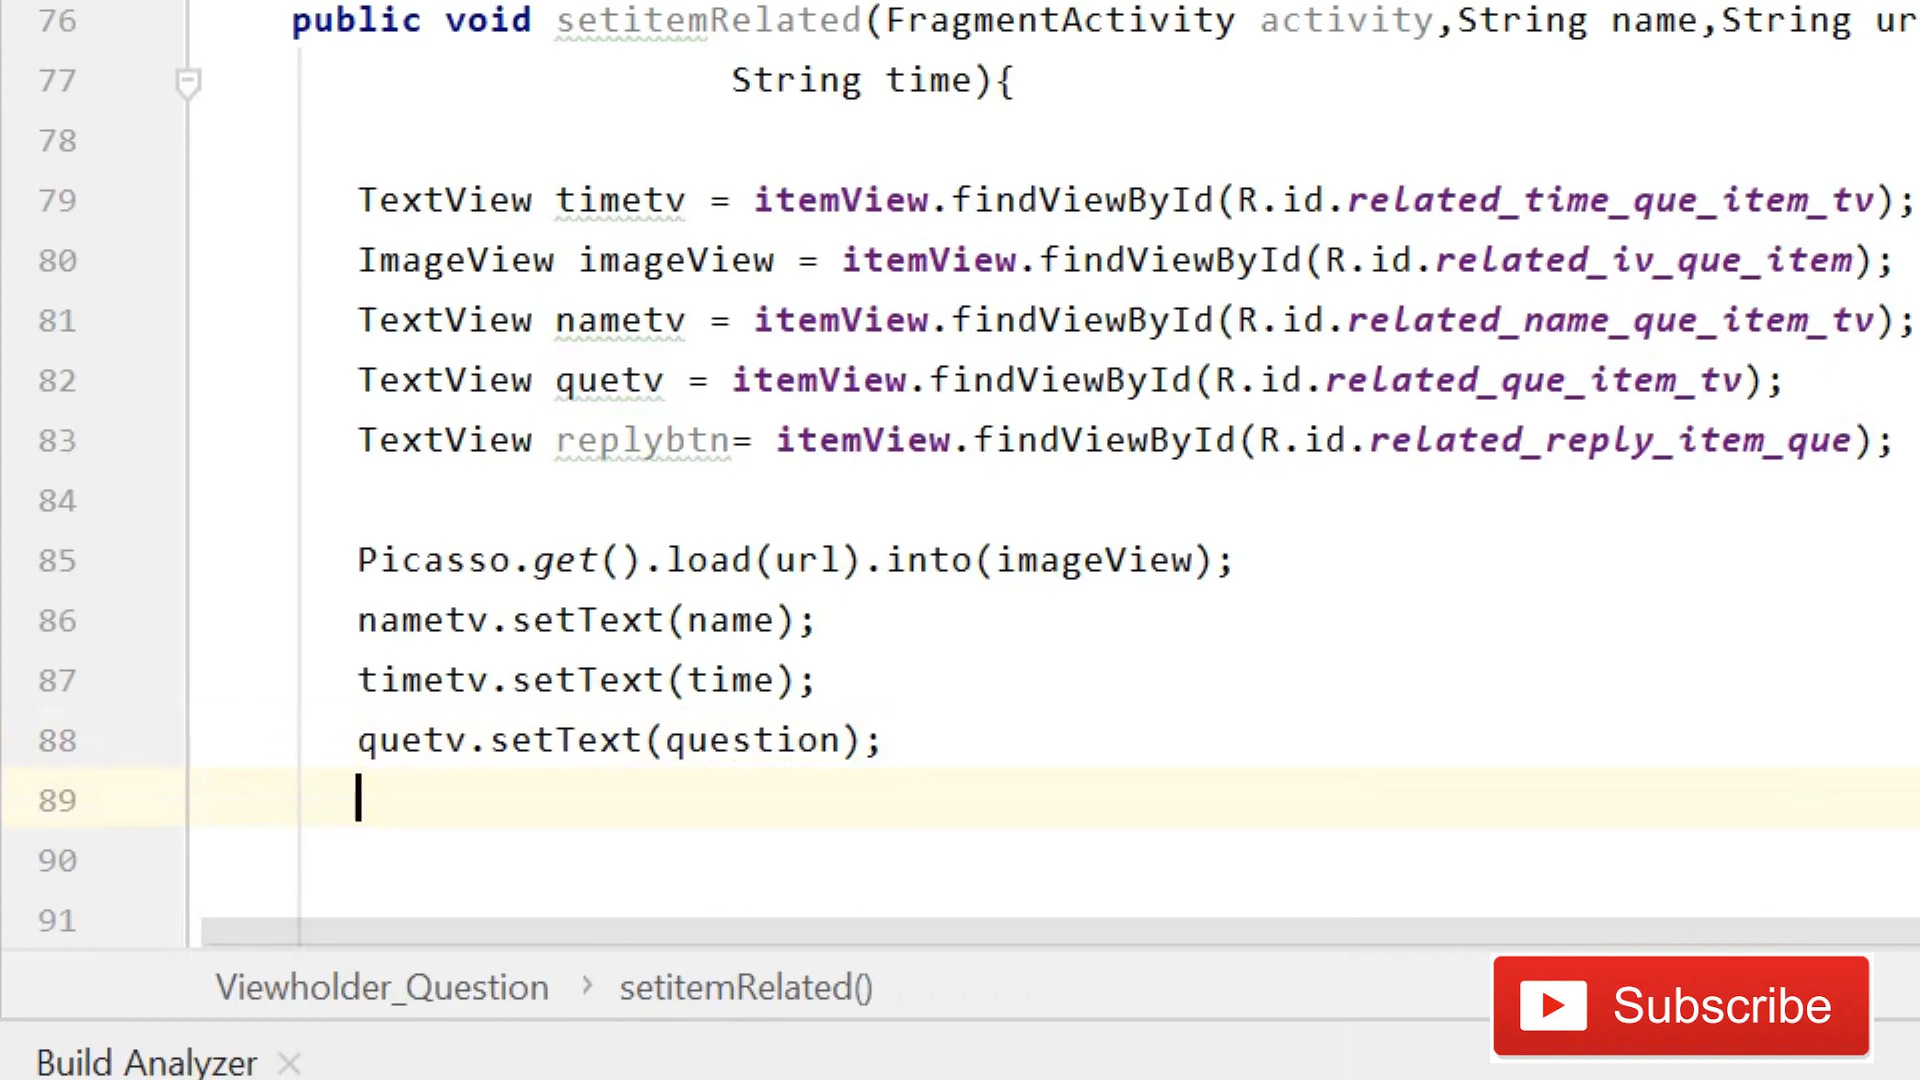 76 public void setitemRelated(FragmentActivity activity,String name,String ur
77 String time){
78
79 TextView timetv = itemView.findViewById(R.id.related_time_que_item_tv);
80 ImageView imageView = itemView.findViewById(R.id.related_iv_que_item);
81 TextView nametv = itemView.findViewById(R.id.related_name_que_item_tv);
82 TextView quetv = itemView.findViewById(R.id.related_que_item_tv);
83 TextView replybtn= itemView.findViewById(R.id.related_reply_item_que);
84
85 Picasso.get().load(url).into(imageView);
86 nametv.setText(name);
87 timetv.setText(time);
88 quetv.setText(question);
89
90
91
Viewholder_Question › setitemRelated()
Subscribe
Build Analyzer ×